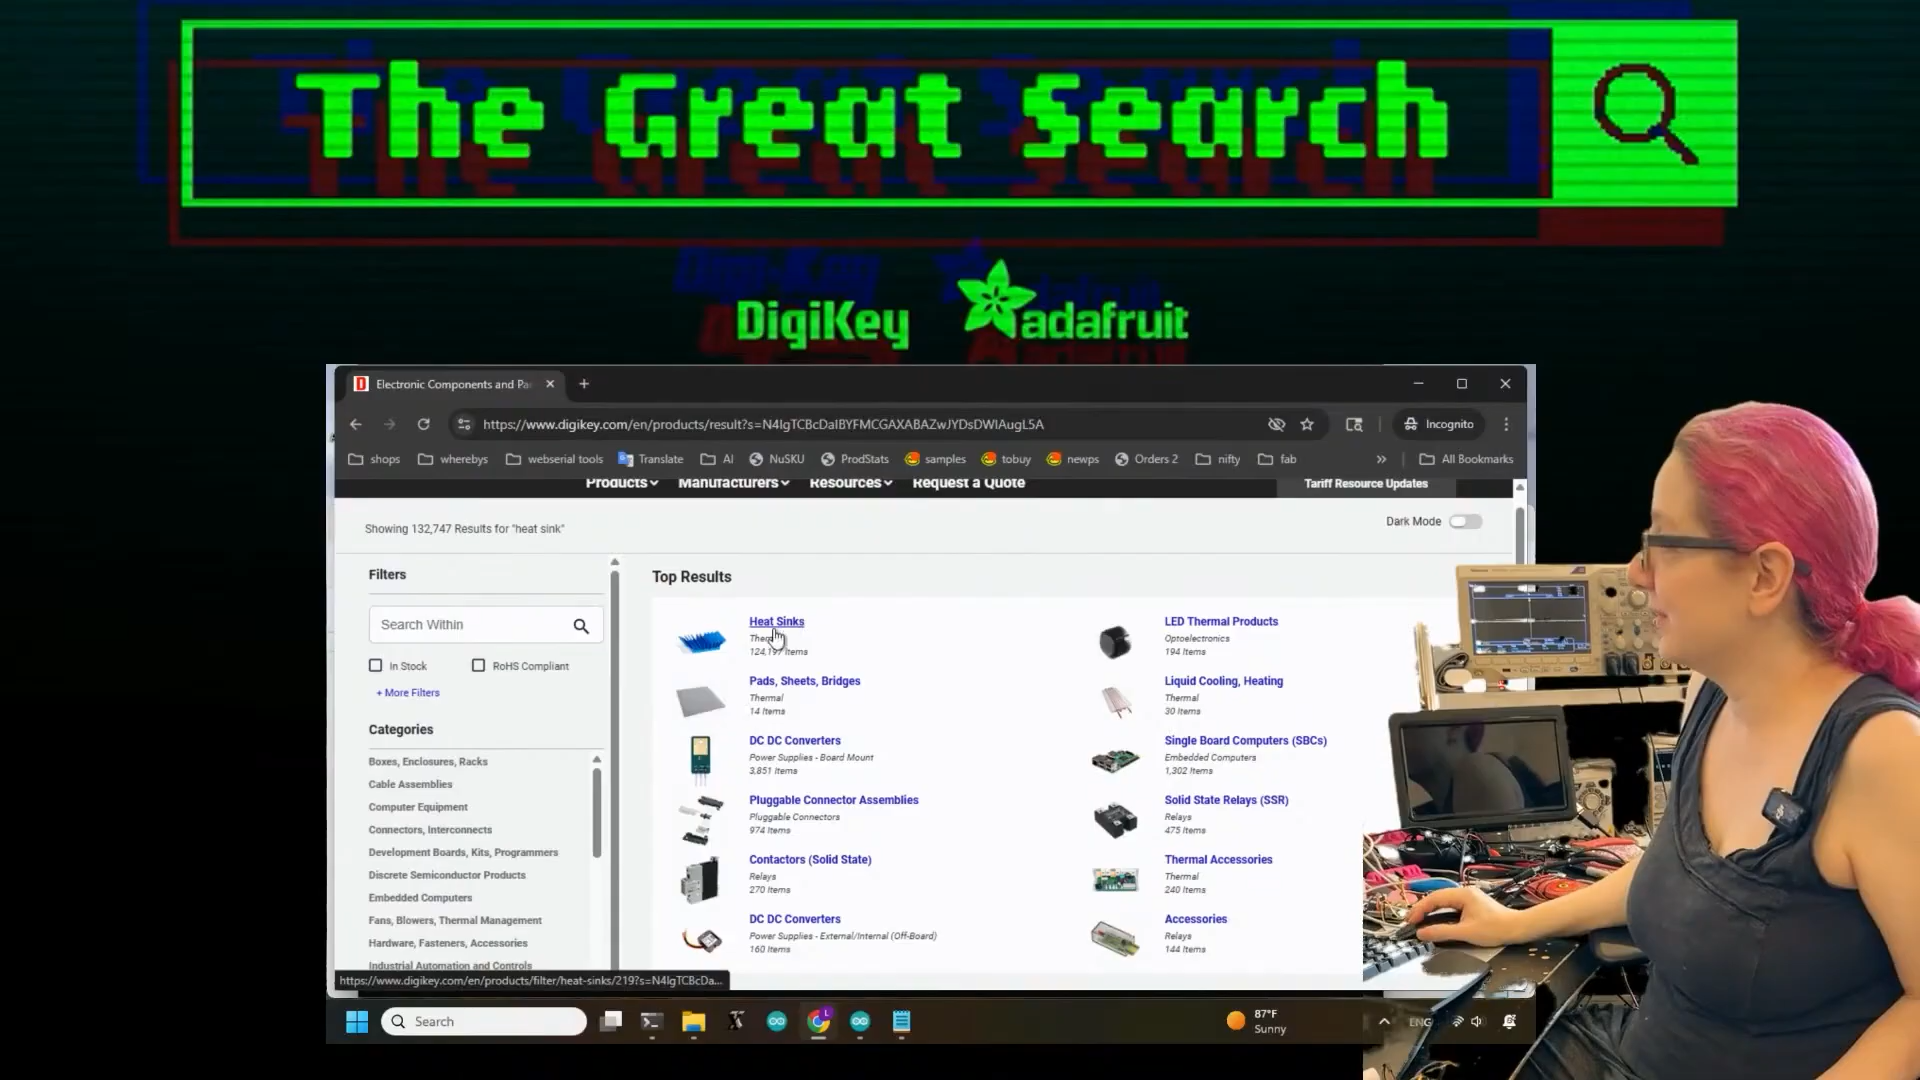 The Great Search
DigiKey
adafruit
Electronic Components and Pa
https://www.digikey.com/en/products/result?s=N4IgTCBcDaIBYFMCGAXABAZwJYDsDWIAugL5A
Incognito
shops
whereby
webserial tools
Translate
AI
NuSKU
ProdStats
samples
tobuy
newps
Orders 2
nifty
fab
All Bookmarks
Products
Manufacturers
Resources
Request a Quote
Tariff Resource Updates
Showing 132,747 Results for "heat sink"
Dark Mode
Filters
Search Within
In Stock
RoHS Compliant
+ More Filters
Categories
Boxes, Enclosures, Racks
Cable Assemblies
Computer Equipment
Connectors, Interconnects
Development Boards, Kits, Programmers
Discrete Semiconductor Products
Embedded Computers
Fans, Blowers, Thermal Management
Hardware, Fasteners, Accessories
Industrial Automation and Controls
Top Results
Heat Sinks
124,197 Items
Pads, Sheets, Bridges
Thermal
14 Items
DC DC Converters
Power Supplies - Board Mount
3,851 Items
Pluggable Connector Assemblies
Pluggable Connectors
974 Items
Contactors (Solid State)
Relays
270 Items
DC DC Converters
Power Supplies - External/Internal (Off-Board)
160 Items
LED Thermal Products
Optoelectronics
194 Items
Liquid Cooling, Heating
Thermal
30 Items
Single Board Computers (SBCs)
Embedded Computers
1,302 Items
Solid State Relays (SSR)
Relays
475 Items
Thermal Accessories
Thermal
240 Items
Accessories
Relays
144 Items
https://www.digikey.com/en/products/filter/heat-sinks/219?s=N4IgTCBcDa...
Search
87°F
Sunny
ENG